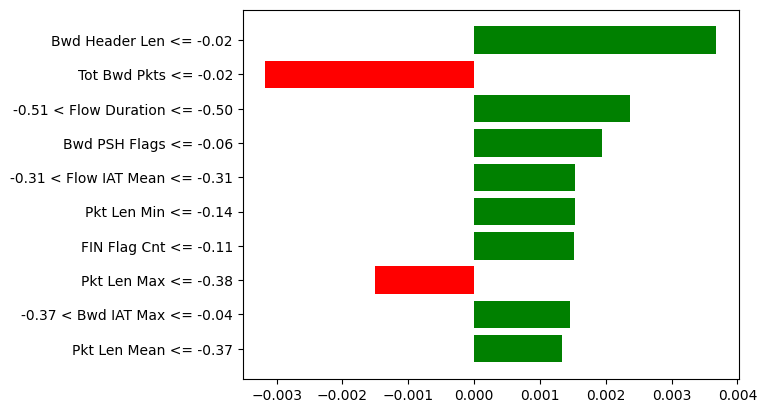 Bwd Header Len <= -0.02
Tot Bwd Pkts <= -0.02
-0.51 < Flow Duration <= -0.50
Bwd PSH Flags <= -0.06
-0.31 < Flow IAT Mean <= -0.31
Pkt Len Min <= -0.14
FIN Flag Cnt <= -0.11
Pkt Len Max <= -0.38
-0.37 < Bwd IAT Max <= -0.04
Pkt Len Mean <= -0.37
−0.003 −0.002 −0.001 0.000 0.001 0.002 0.003 0.004